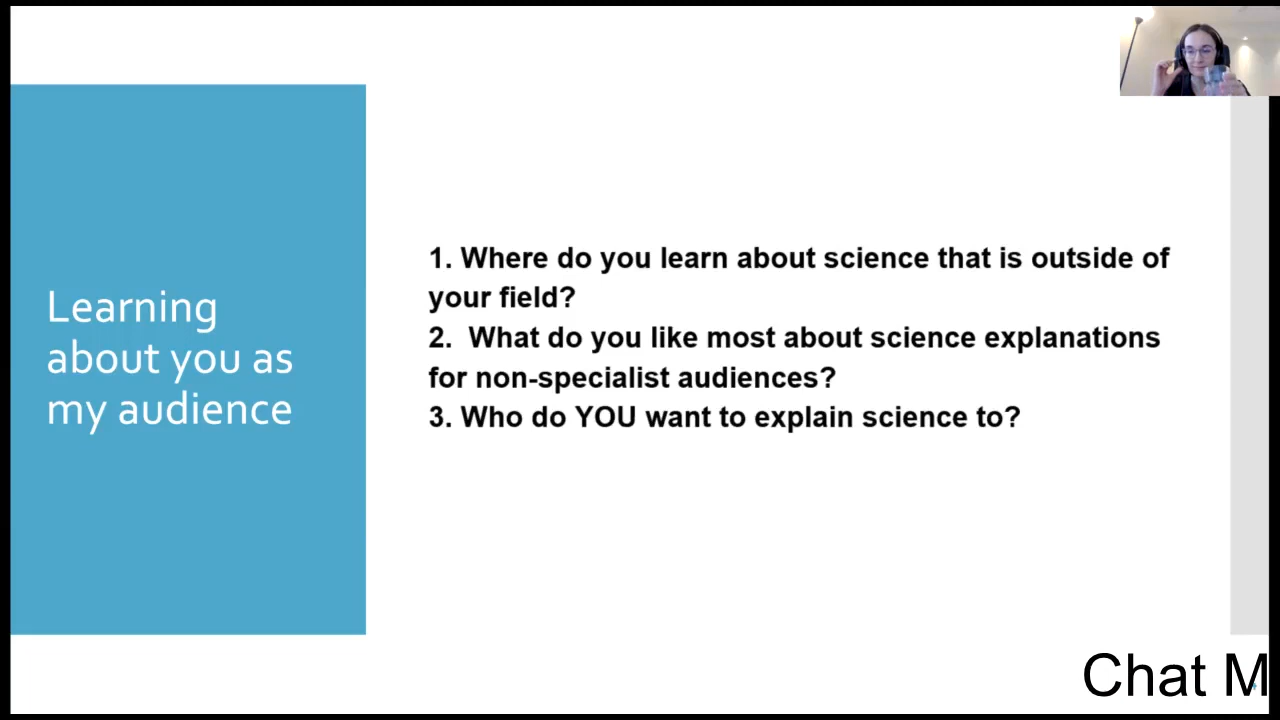 Learning
about you as
my audience
1. Where do you learn about science that is outside of
your field?
2. What do you like most about science explanations
for non-specialist audiences?
3. Who do YOU want to explain science to?
Chat M